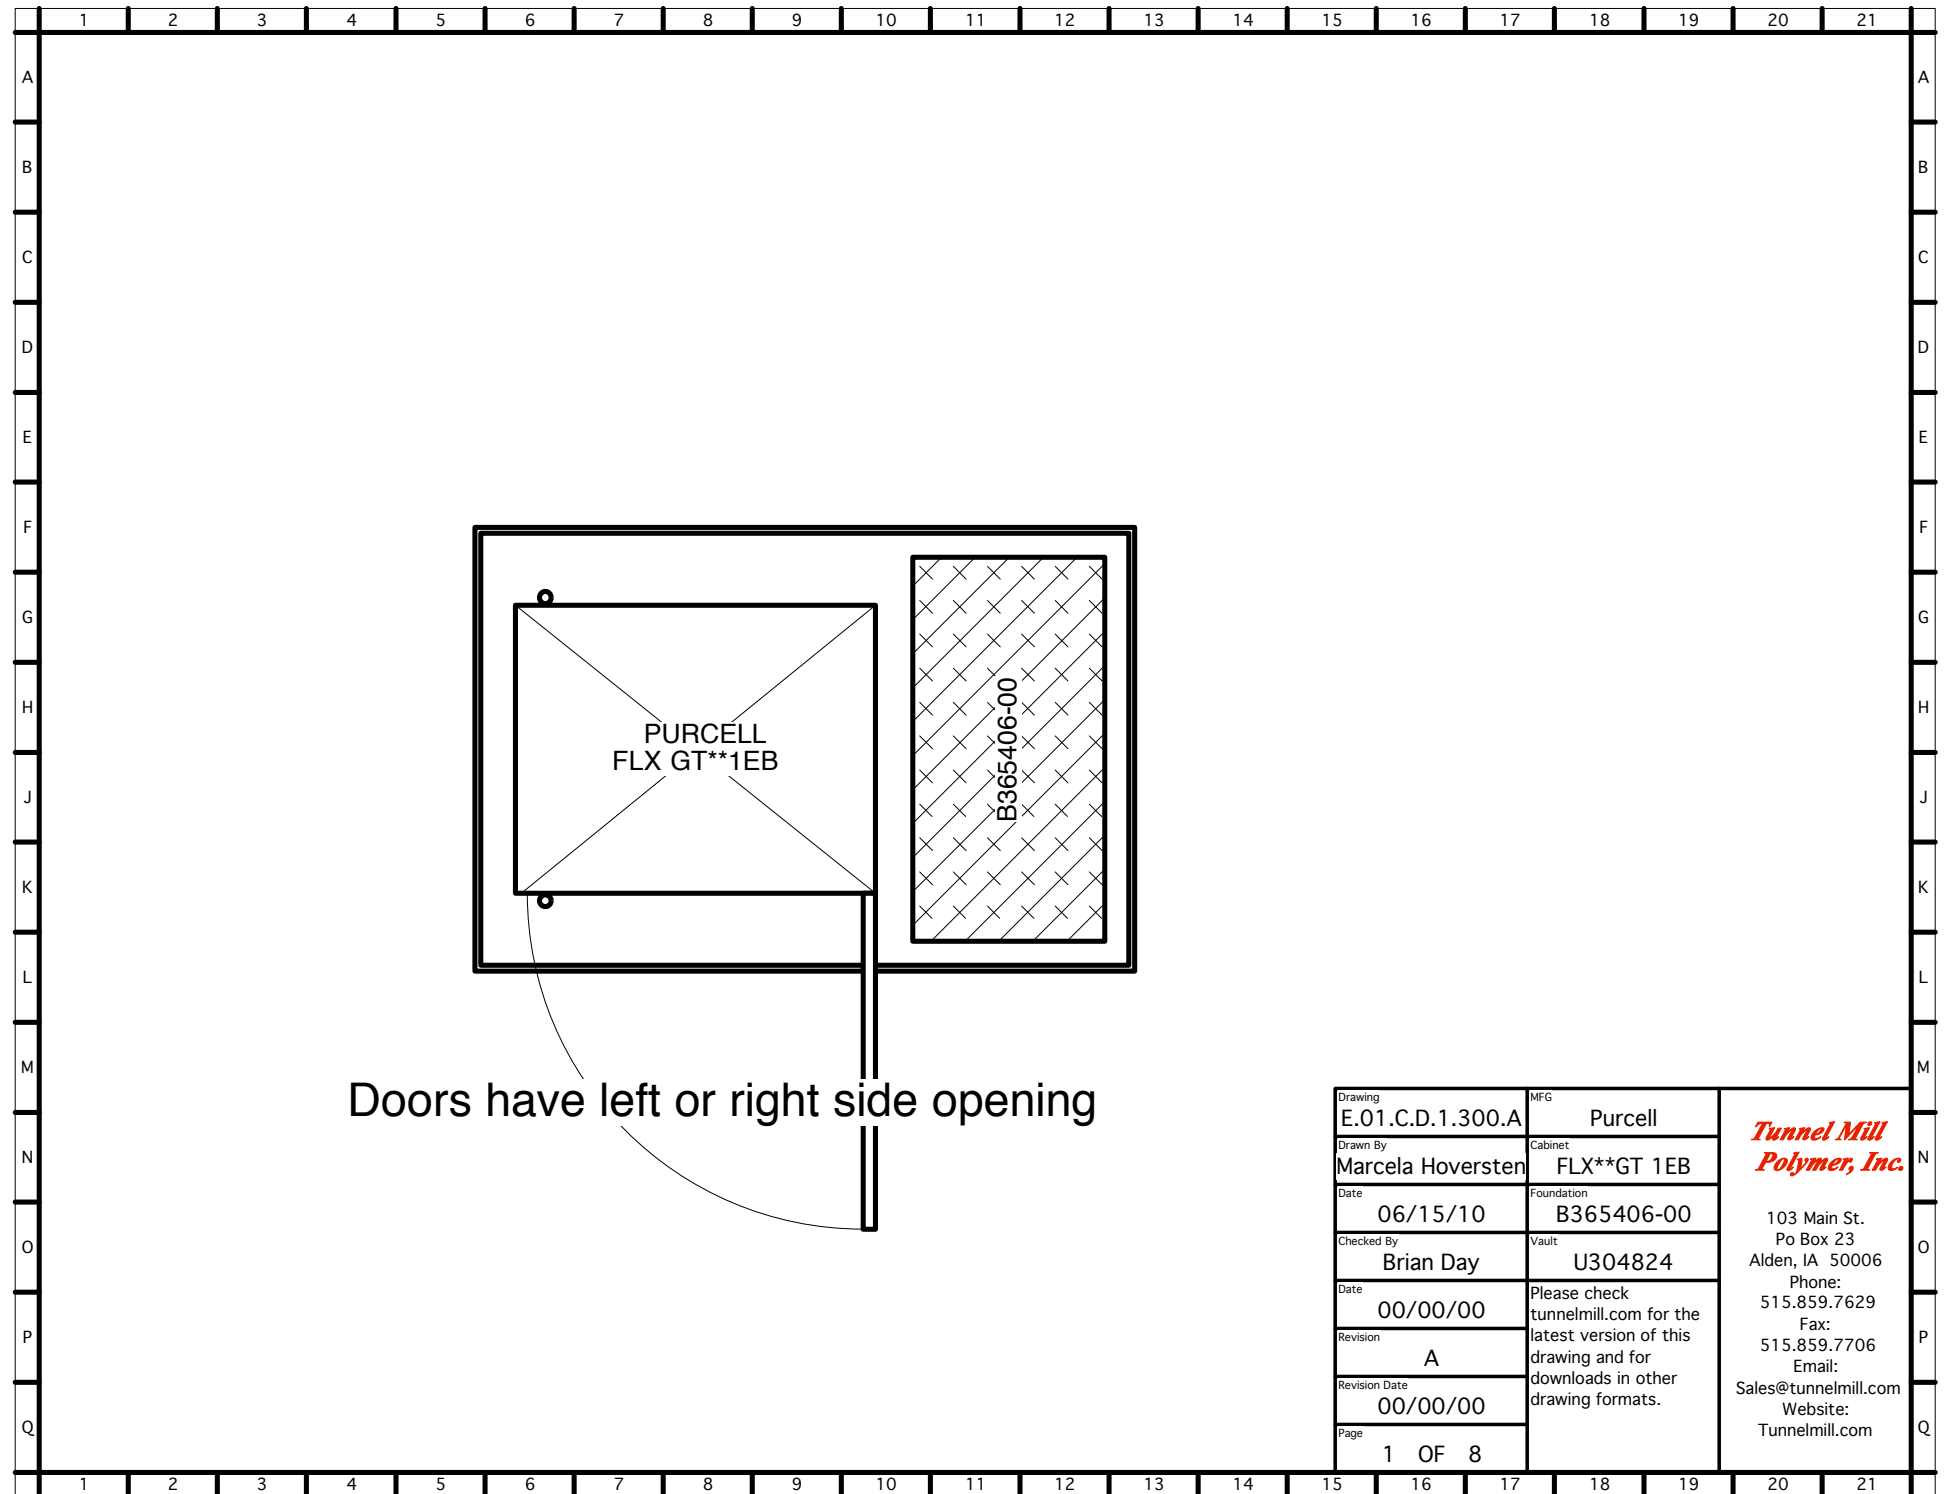 1 2 3 4 5 6 7 8 9 10 11 12 13 14 15 16 17 18 19 20 21
A A
B B
C C
D D
E E
F F
G G
H H
J J
K K
L L
M M
N N
O O
P P
Q Q
PURCELL
FLX GT**1EB
B365406-00
Doors have left or right side opening
Drawing
E.01.C.D.1.300.A
MFG
Purcell
Drawn By
Marcela Hoversten
Cabinet
FLX**GT 1EB
Date
06/15/10
Foundation
B365406-00
Checked By
Brian Day
Vault
U304824
Date
00/00/00
Revision
A
Revision Date
00/00/00
Page
1 OF 8
Please check
tunnelmill.com for the
latest version of this
drawing and for
downloads in other
drawing formats.
Tunnel Mill
Polymer, Inc.
103 Main St.
Po Box 23
Alden, IA 50006
Phone:
515.859.7629
Fax:
515.859.7706
Email:
Sales@tunnelmill.com
Website:
Tunnelmill.com
1 2 3 4 5 6 7 8 9 10 11 12 13 14 15 16 17 18 19 20 21